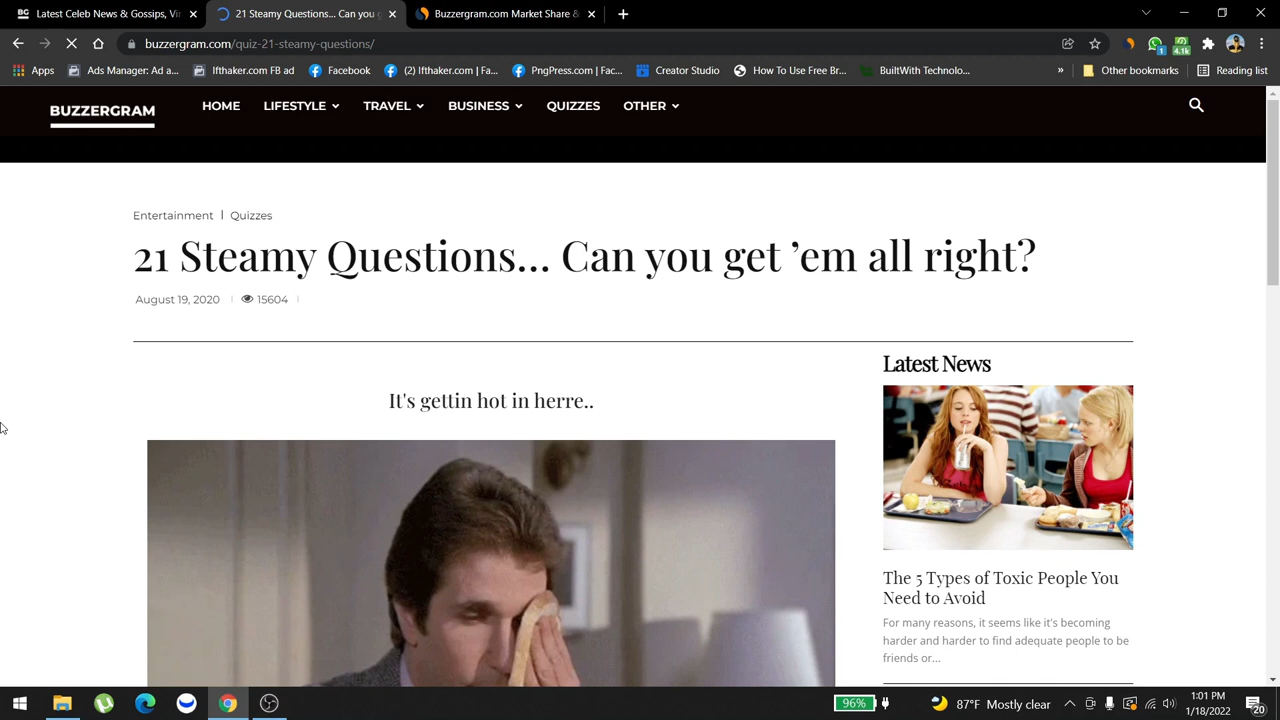 Latest Celeb News & Gossips, Vir
21 Steamy Questions... Can you g
Buzzergram.com Market Share &
buzzergram.com/quiz-21-steamy-questions/
1
4.1k
Apps
Ads Manager: Ad a...
Ifthaker.com FB ad
Facebook
(2) Ifthaker.com | Fa...
PngPress.com | Fac...
Creator Studio
How To Use Free Br...
BuiltWith Technolo...
»
Other bookmarks
Reading list
BUZZERGRAM
HOME
LIFESTYLE
TRAVEL
BUSINESS
QUIZZES
OTHER
Entertainment | Quizzes
21 Steamy Questions... Can you get ’em all right?
August 19, 2020
15604
Latest News
It's gettin hot in herre..
The 5 Types of Toxic People You
Need to Avoid
For many reasons, it seems like it's becoming
harder and harder to find adequate people to be
friends or...
96%
87°F Mostly clear
1:01 PM
1/18/2022
20